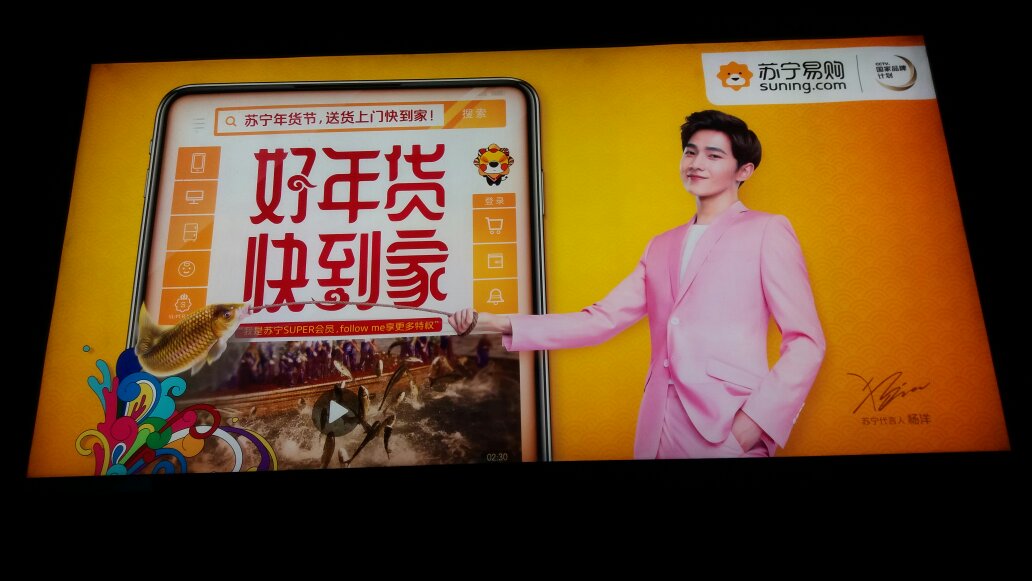 苏宁易购
suning.com
CCTV.
国家品牌
计划
苏宁年货节,送货上门快到家!
搜索
好年货
快到家
登录
SUPER
"我是苏宁SUPER会员,follow me享更多特权"
02.30
苏宁代言人 杨洋